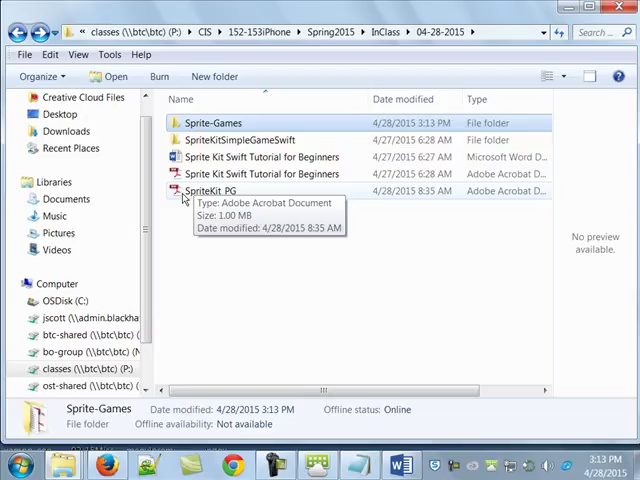 classes (\\btc\btc) (P:) CIS 152-153iPhone Spring2015 InClass 04-28-2015 Search ...
File Edit View Tools Help
Organize Open Burn New folder
Creative Cloud Files
Desktop
Downloads
Recent Places
Libraries
Documents
Music
Pictures
Videos
Computer
OSDisk (C:)
jscott (\\admin.blackha
btc-shared (\\btc\btc)
bo-group (\\btc\btc) (N
classes (\\btc\btc) (P:)
ost-shared (\\btc\btc)
Name Date modified Type
Sprite-Games 4/28/2015 3:13 PM File folder
SpriteKitSimpleGameSwift 4/27/2015 6:28 AM File folder
Sprite Kit Swift Tutorial for Beginners 4/27/2015 6:27 AM Microsoft Word D
Sprite Kit Swift Tutorial for Beginners 4/27/2015 6:28 AM Adobe Acrobat D
SpriteKit_PG 4/28/2015 8:35 AM Adobe Acrobat D
Type: Adobe Acrobat Document
Size: 1.00 MB
Date modified: 4/28/2015 8:35 AM
No preview
available.
Sprite-Games Date modified: 4/28/2015 3:13 PM Offline status: Online
File folder Offline availability: Not available
3:13 PM
4/28/2015